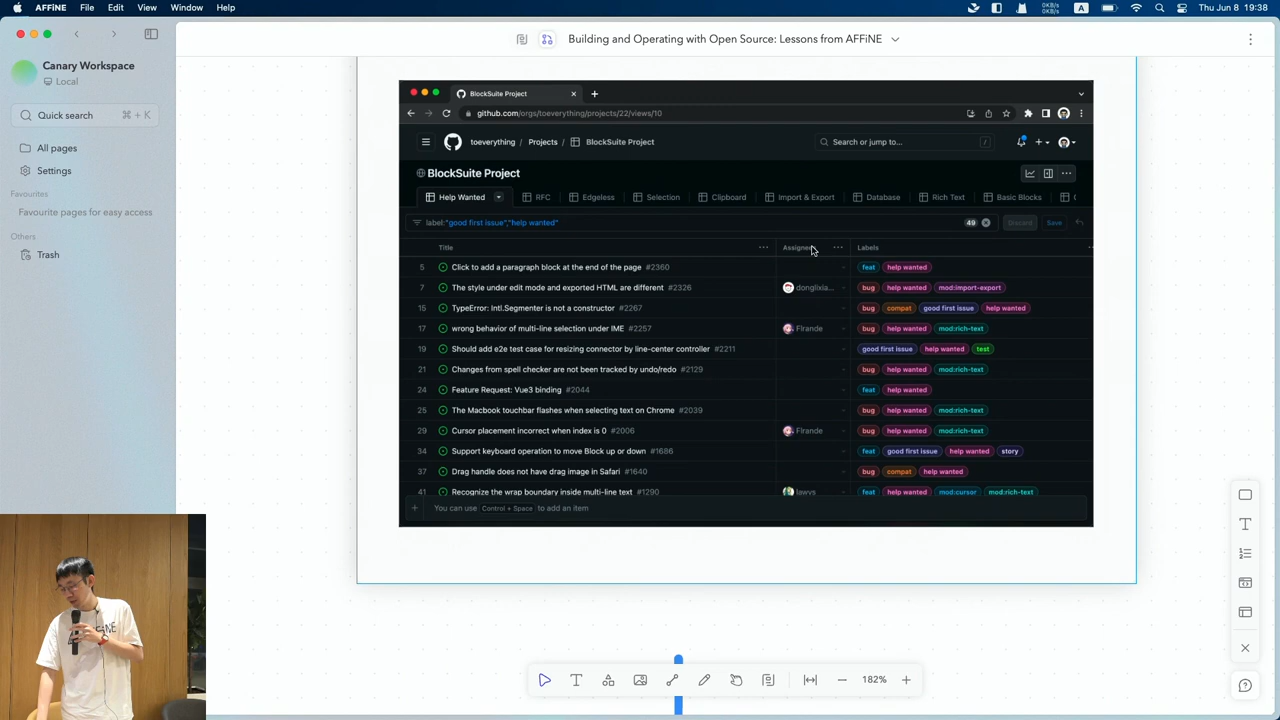 AFFiNE File Edit View Window Help
0KB/s
0KB/s
A
Thu Jun 8 19:38
Building and Operating with Open Source: Lessons from AFFiNE
Canary Workspace
Local
Quick search ⌘ + K
All pages
Settings
Favourites
Favourite pages for easy access
Others
Trash
BlockSuite Project
github.com/orgs/toeverything/projects/22/views/10
toeverything / Projects / BlockSuite Project
Search or jump to... /
BlockSuite Project
Help Wanted RFC Edgeless Selection Clipboard Import & Export Database Rich Text Basic Blocks
label:"good first issue","help wanted" 49 Discard Save
Title Assignees Labels
5 Click to add a paragraph block at the end of the page #2360 feat help wanted
7 The style under edit mode and exported HTML are different #2326 donglixia... bug help wanted mod:import-export
15 TypeError: Intl.Segmenter is not a constructor #2267 bug compat good first issue help wanted
17 wrong behavior of multi-line selection under IME #2257 Flrande bug help wanted mod:rich-text
19 Should add e2e test case for resizing connector by line-center controller #2211 good first issue help wanted test
21 Changes from spell checker are not been tracked by undo/redo #2129 bug help wanted mod:rich-text
24 Feature Request: Vue3 binding #2044 feat help wanted
25 The Macbook touchbar flashes when selecting text on Chrome #2039 bug help wanted mod:rich-text
29 Cursor placement incorrect when index is 0 #2006 Flrande bug help wanted mod:rich-text
34 Support keyboard operation to move Block up or down #1686 feat good first issue help wanted story
37 Drag handle does not have drag image in Safari #1640 bug compat help wanted
41 Recognize the wrap boundary inside multi-line text #1290 lawvs feat help wanted mod:cursor mod:rich-text
+ You can use Control + Space to add an item
182%